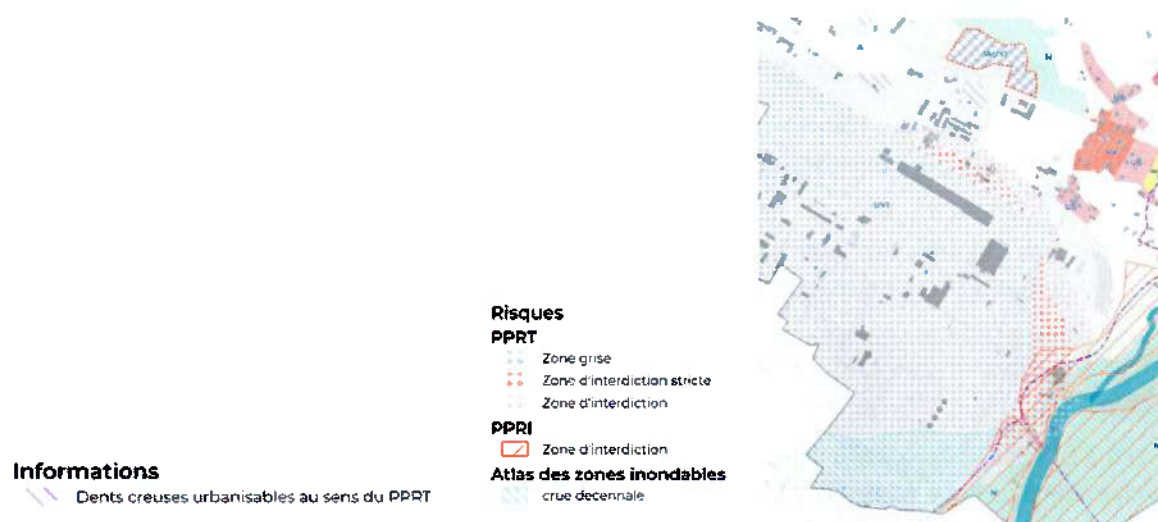 Risques
PPRT
Zone grise
Zone d'interdiction stricte
Zone d'interdiction
PPRI
Zone d'interdiction
Atlas des zones inondables
crue decennale
Informations
Dents creuses urbanisables au sens du PPRT
A
N